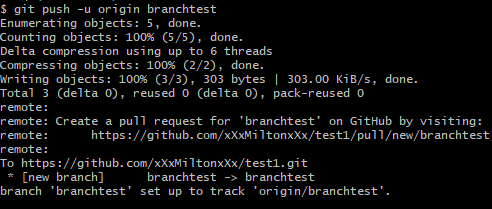 $ git push -u origin branchtest
Enumerating objects: 5, done.
Counting objects: 100% (5/5), done.
Delta compression using up to 6 threads
Compressing objects: 100% (2/2), done.
Writing objects: 100% (3/3), 303 bytes | 303.00 KiB/s, done.
Total 3 (delta 0), reused 0 (delta 0), pack-reused 0
remote:
remote: Create a pull request for 'branchtest' on GitHub by visiting:
remote:      https://github.com/xXxMiltonxXx/test1/pull/new/branchtest
remote:
To https://github.com/xXxMiltonxXx/test1.git
 * [new branch]      branchtest -> branchtest
branch 'branchtest' set up to track 'origin/branchtest'.